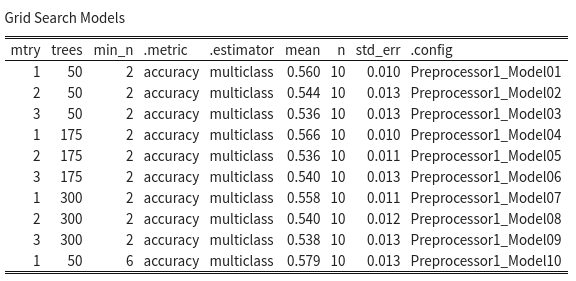 Grid Search Models
mtry trees min_n .metric .estimator mean n std_err .config
1 50 2 accuracy multiclass 0.560 10 0.010 Preprocessor1_Model01
2 50 2 accuracy multiclass 0.544 10 0.013 Preprocessor1_Model02
3 50 2 accuracy multiclass 0.536 10 0.013 Preprocessor1_Model03
1 175 2 accuracy multiclass 0.566 10 0.010 Preprocessor1_Model04
2 175 2 accuracy multiclass 0.536 10 0.011 Preprocessor1_Model05
3 175 2 accuracy multiclass 0.540 10 0.013 Preprocessor1_Model06
1 300 2 accuracy multiclass 0.558 10 0.011 Preprocessor1_Model07
2 300 2 accuracy multiclass 0.540 10 0.012 Preprocessor1_Model08
3 300 2 accuracy multiclass 0.538 10 0.013 Preprocessor1_Model09
1 50 6 accuracy multiclass 0.579 10 0.013 Preprocessor1_Model10